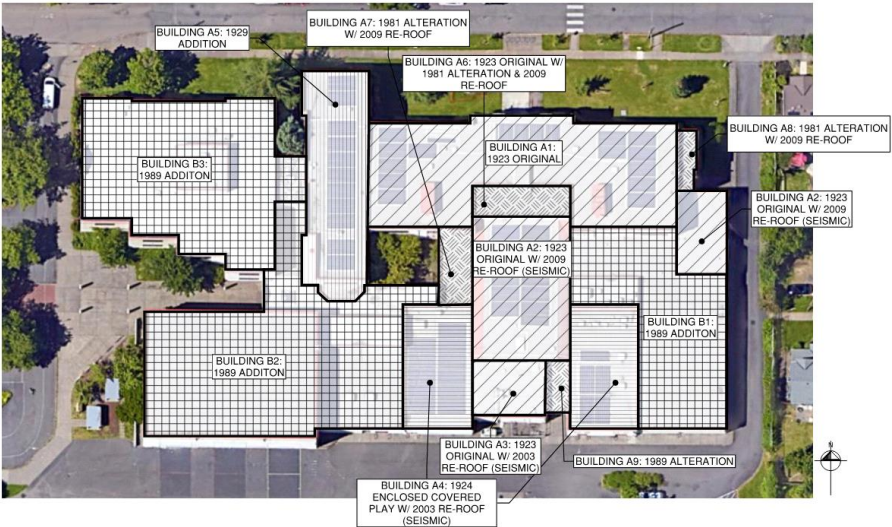 BUILDING A7: 1981 ALTERATION
W/ 2009 RE-ROOF
BUILDING A5: 1929
ADDITION
BUILDING A6: 1923 ORIGINAL W/
1981 ALTERATION & 2009
RE-ROOF
BUILDING A8: 1981 ALTERATION
W/ 2009 RE-ROOF
BUILDING A1:
1923 ORIGINAL
BUILDING B3:
1989 ADDITON
BUILDING A2: 1923
ORIGINAL W/ 2009
RE-ROOF (SEISMIC)
BUILDING A2: 1923
ORIGINAL W/ 2009
RE-ROOF (SEISMIC)
BUILDING B1:
1989 ADDITON
BUILDING B2:
1989 ADDITON
BUILDING A3: 1923
ORIGINAL W/ 2003
RE-ROOF (SEISMIC)
BUILDING A9: 1989 ALTERATION
BUILDING A4: 1924
ENCLOSED COVERED
PLAY W/ 2003 RE-ROOF
(SEISMIC)